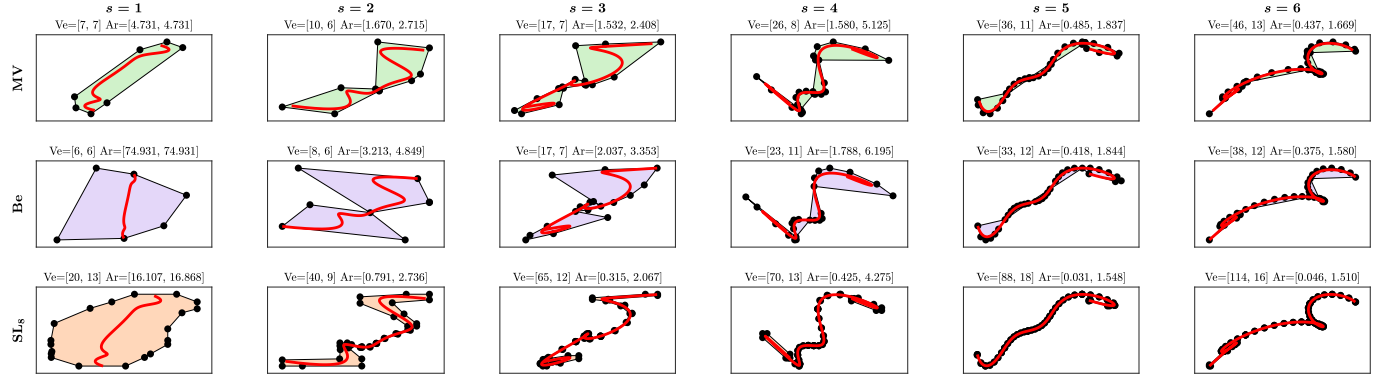 s = 1 s = 2 s = 3 s = 4 s = 5 s = 6
Ve=[7, 7] Ar=[4.731, 4.731] Ve=[10, 6] Ar=[1.670, 2.715] Ve=[17, 7] Ar=[1.532, 2.408] Ve=[26, 8] Ar=[1.580, 5.125] Ve=[36, 11] Ar=[0.485, 1.837] Ve=[46, 13] Ar=[0.437, 1.669]
MV
Ve=[6, 6] Ar=[74.931, 74.931] Ve=[8, 6] Ar=[3.213, 4.849] Ve=[17, 7] Ar=[2.037, 3.353] Ve=[23, 11] Ar=[1.788, 6.195] Ve=[33, 12] Ar=[0.418, 1.844] Ve=[38, 12] Ar=[0.375, 1.580]
Be
Ve=[20, 13] Ar=[16.107, 16.868] Ve=[40, 9] Ar=[0.791, 2.736] Ve=[65, 12] Ar=[0.315, 2.067] Ve=[70, 13] Ar=[0.425, 4.275] Ve=[88, 18] Ar=[0.031, 1.548] Ve=[114, 16] Ar=[0.046, 1.510]
SL₈